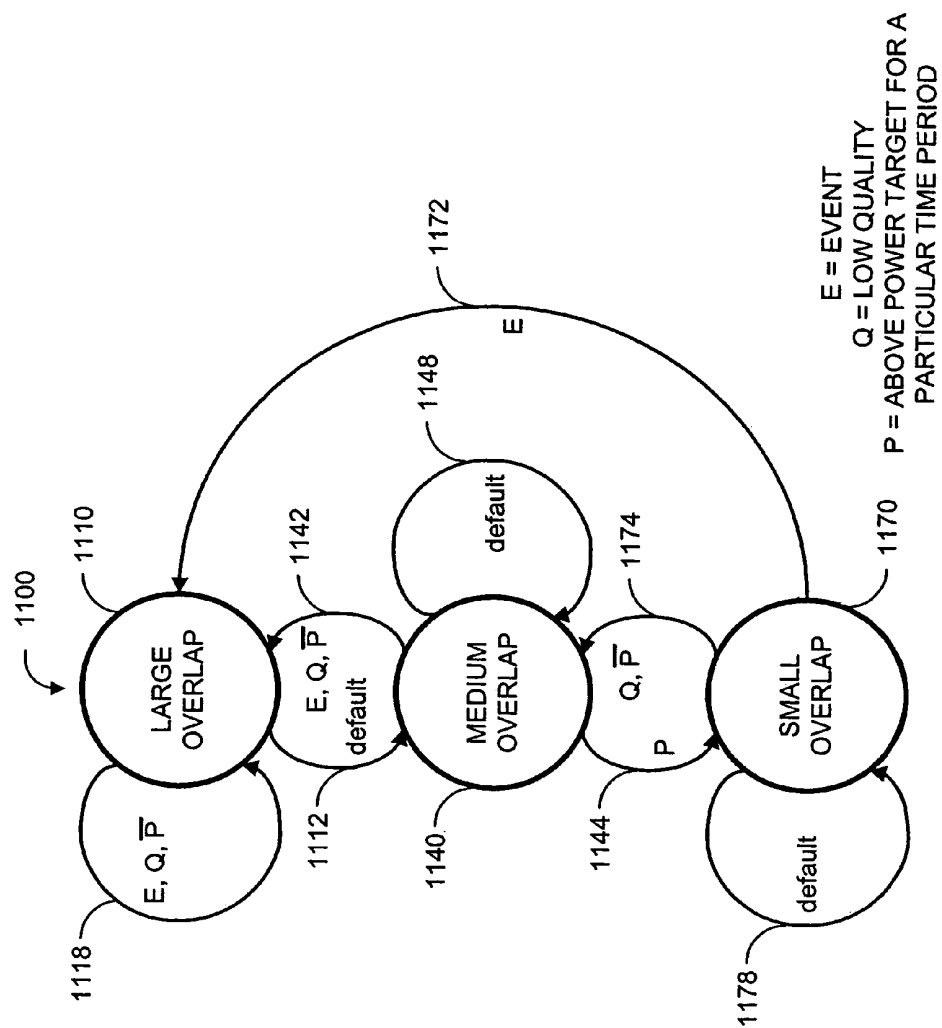 1100
1110
LARGE
OVERLAP
1118
E, Q, P̅
1142
E, Q, P̅
default
1112
1172
E
1148
default
MEDIUM
OVERLAP
1140
1174
Q, P̅
P
1144
1170
SMALL
OVERLAP
default
1178
E = EVENT
Q = LOW QUALITY
P = ABOVE POWER TARGET FOR A
PARTICULAR TIME PERIOD